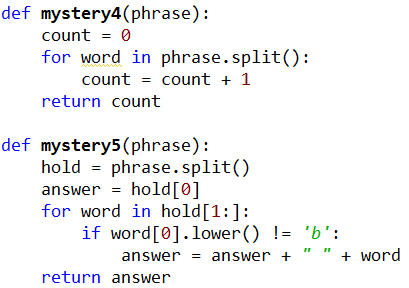 def mystery4(phrase):
    count = 0
    for word in phrase.split():
        count = count + 1
    return count

def mystery5(phrase):
    hold = phrase.split()
    answer = hold[0]
    for word in hold[1:]:
        if word[0].lower() != 'b':
            answer = answer + " " + word
    return answer